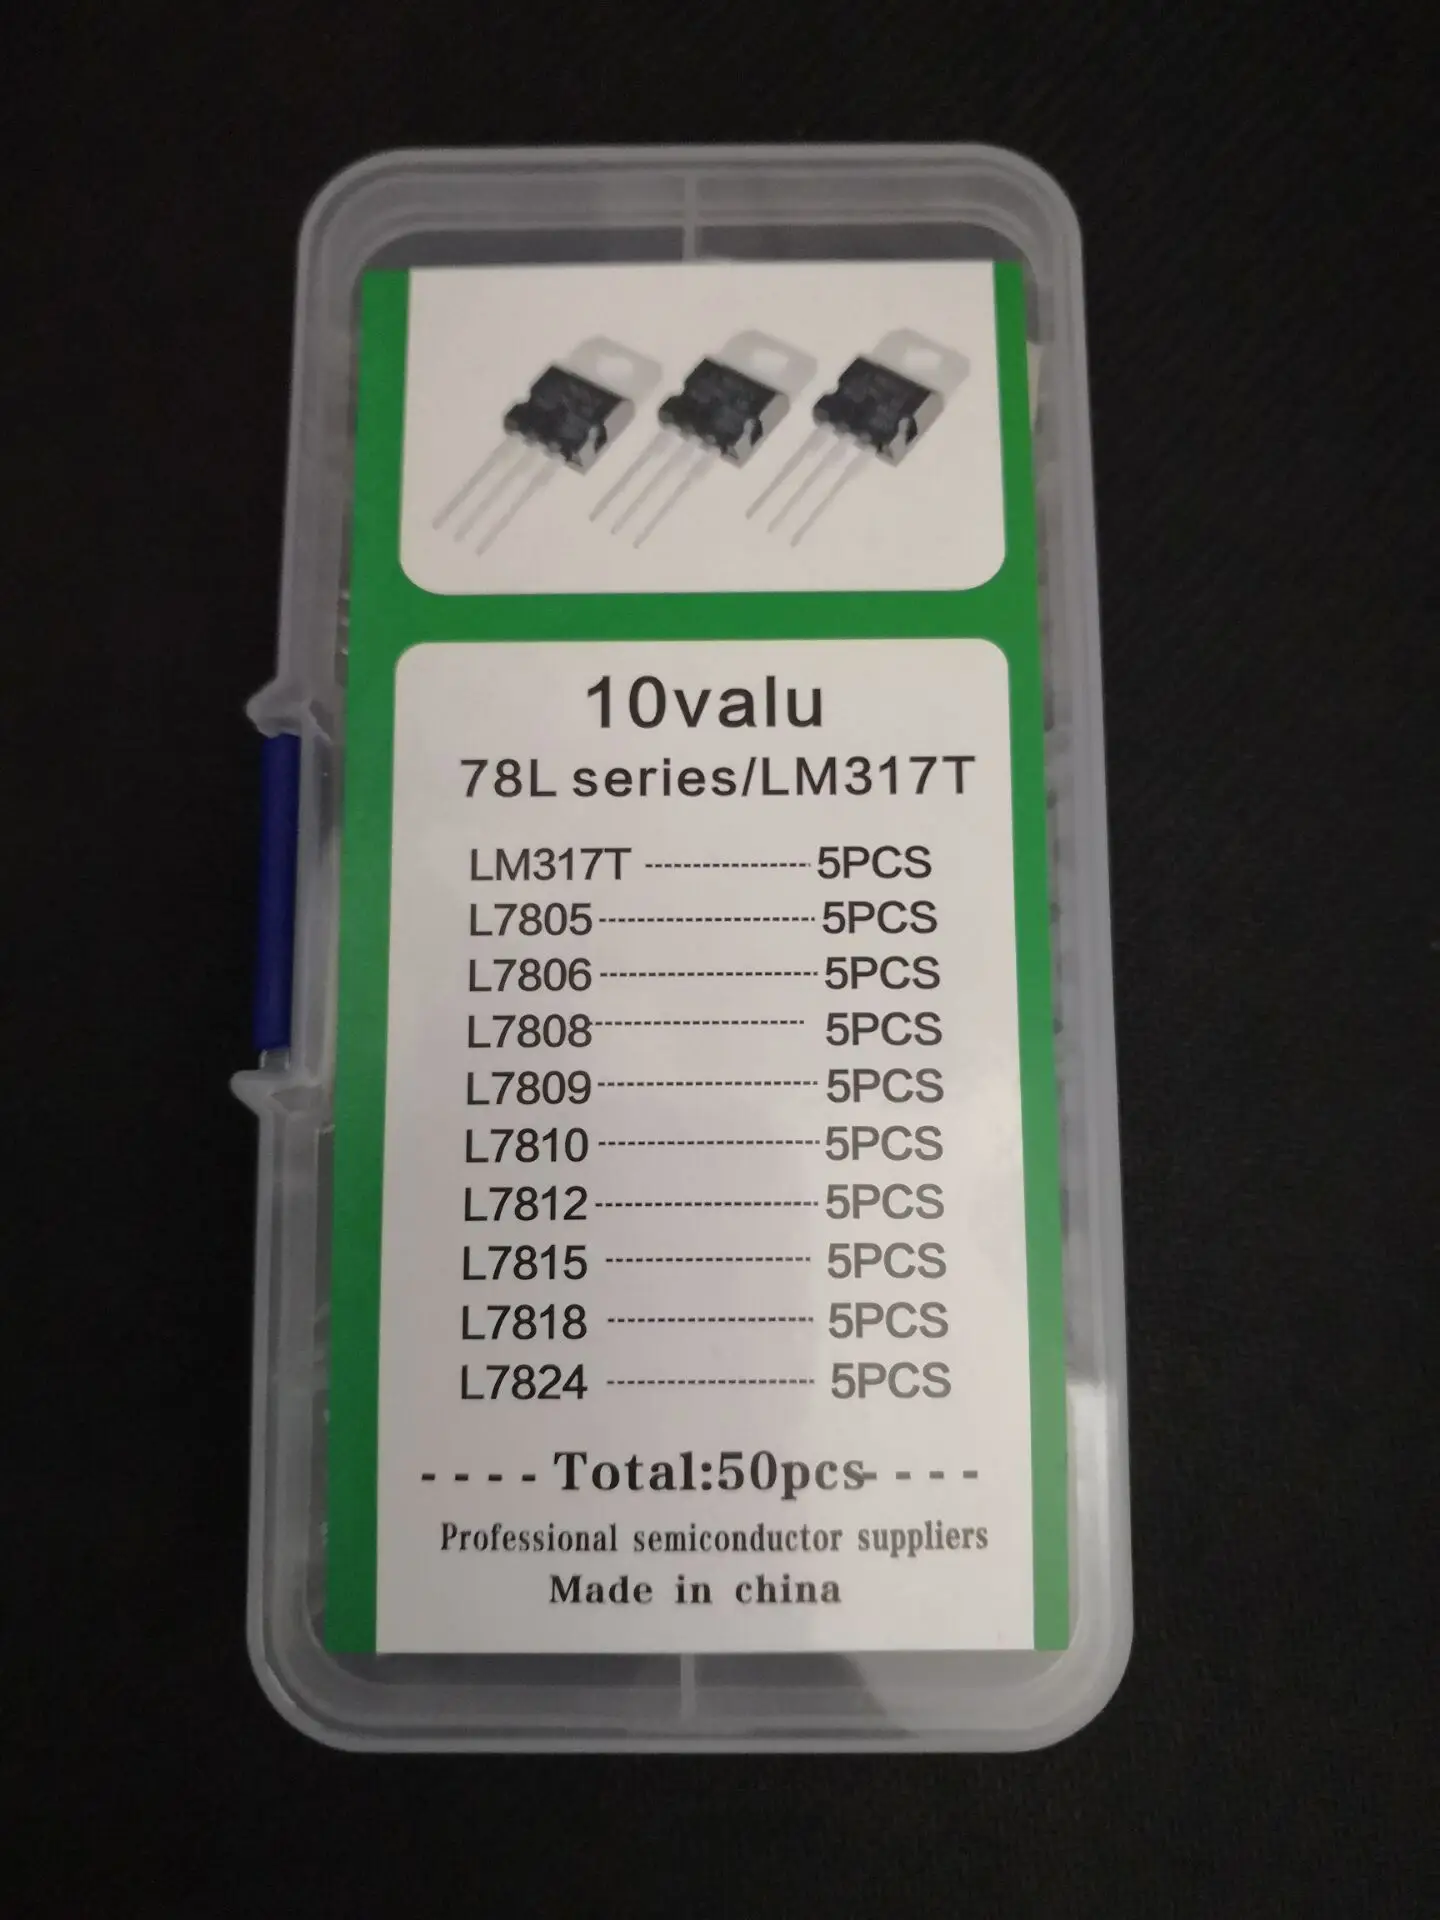 10valu
78L series/LM317T
LM317T ---------------- 5PCS
L7805 ---------------------- 5PCS
L7806 ---------------------- 5PCS
L7808 --------------------- 5PCS
L7809 ---------------------- 5PCS
L7810 ---------------------- 5PCS
L7812 ---------------------- 5PCS
L7815 -------------------- 5PCS
L7818 -------------------- 5PCS
L7824 -------------------- 5PCS
---- Total:50pcs ----
Professional semiconductor suppliers
Made in china